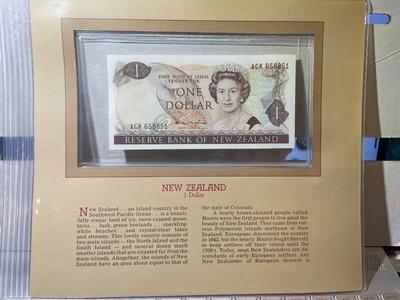 AGK 658851
1
THIS NOTE IS LEGAL
TENDER FOR
ONE
DOLLAR
AGK 658851
1
RESERVE BANK OF NEW ZEALAND
NEW ZEALAND
1 Dollar
New Zealand . . . an island country in the
Southwest Pacific Ocean . . . is a beauti-
fully scenic land of icy, snow-capped moun-
tains . . . lush, green lowlands . . . sparkling,
white beaches . . . and crystal-clear lakes
and streams. This lovely country consists of
two main islands — the North Island and the
South Island — and several dozen much
smaller islands that are situated far from the
main islands. Altogether, the islands of New
Zealand have an area about equal to that of
the state of Colorado.
A hearty brown-skinned people called
Maoris were the first people to live amid the
beauty of New Zealand. They came from var-
ious Polynesian islands northeast of New
Zealand. Europeans discovered the country
in 1642, but the hearty Maoris fought fiercely
to keep settlers off their island until the
1700's. Today, most New Zealanders are de-
scendants of early European settlers. Any
New Zealander of European descent is